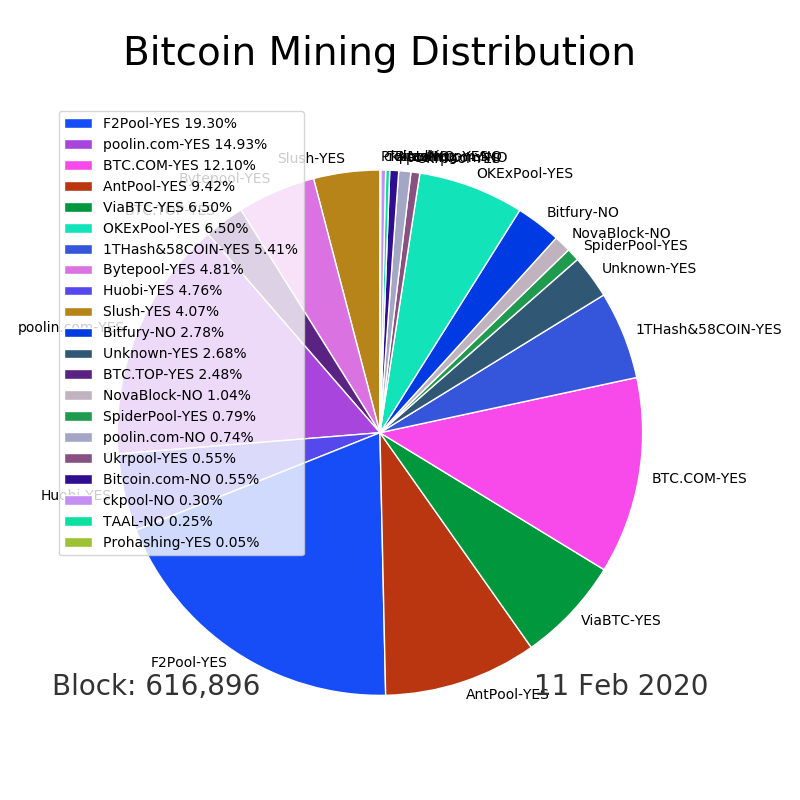 Bitcoin Mining Distribution
F2Pool-YES 19.30%
poolin.com-YES 14.93%
BTC.COM-YES 12.10%
AntPool-YES 9.42%
ViaBTC-YES 6.50%
OKExPool-YES 6.50%
1THash&58COIN-YES 5.41%
Bytepool-YES 4.81%
Huobi-YES 4.76%
Slush-YES 4.07%
Bitfury-NO 2.78%
Unknown-YES 2.68%
BTC.TOP-YES 2.48%
NovaBlock-NO 1.04%
SpiderPool-YES 0.79%
poolin.com-NO 0.74%
Ukrpool-YES 0.55%
Bitcoin.com-NO 0.55%
ckpool-NO 0.30%
TAAL-NO 0.25%
Prohashing-YES 0.05%
Slush-YES
Bytepool-YES
BTC.TOP-YES
poolin.com-YES
Huobi-YES
F2Pool-YES
AntPool-YES
ViaBTC-YES
BTC.COM-YES
1THash&58COIN-YES
Unknown-YES
SpiderPool-YES
NovaBlock-NO
Bitfury-NO
OKExPool-YES
Block: 616,896
11 Feb 2020